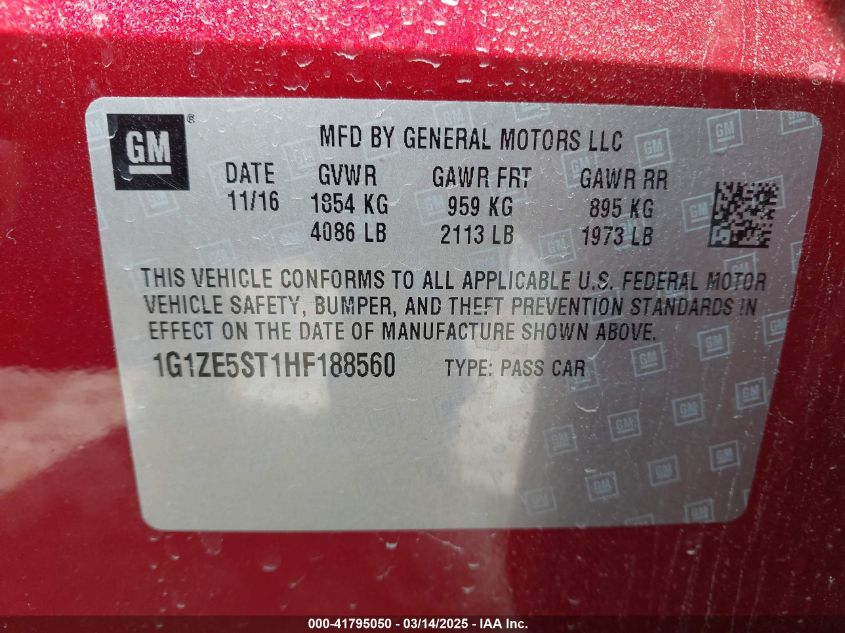 GM ®
MFD BY GENERAL MOTORS LLC
DATE GVWR GAWR FRT GAWR RR
11/16 1854 KG 959 KG 895 KG
4086 LB 2113 LB 1973 LB
THIS VEHICLE CONFORMS TO ALL APPLICABLE U.S. FEDERAL MOTOR
VEHICLE SAFETY, BUMPER, AND THEFT PREVENTION STANDARDS IN
EFFECT ON THE DATE OF MANUFACTURE SHOWN ABOVE.
1G1ZE5ST1HF188560 TYPE: PASS CAR
000-41795050 / 03/14/2025 - IAA Inc.